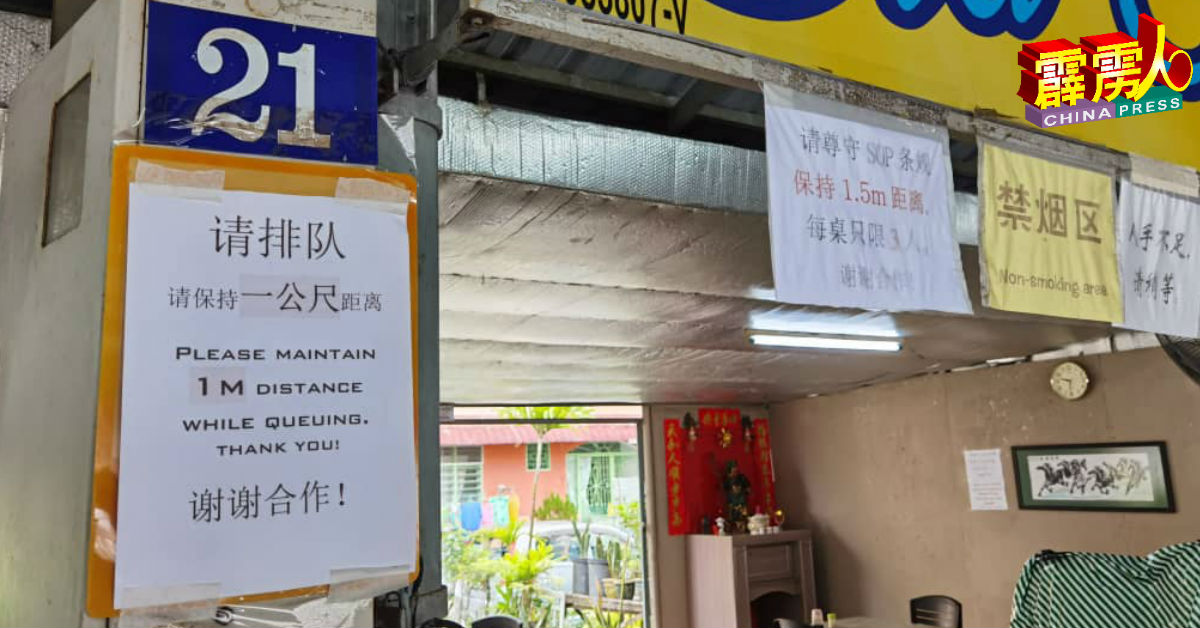 21
请排队
请保持一公尺距离
PLEASE MAINTAIN
1M DISTANCE
WHILE QUEUING.
THANK YOU!
谢谢合作!
请尊守 SOP 条规
保持 1.5m 距离,
每桌只限 3 人,
谢谢合作!
禁烟区
Non-smoking area
人手不足,
请稍等,
霹雳人
CHINA PRESS